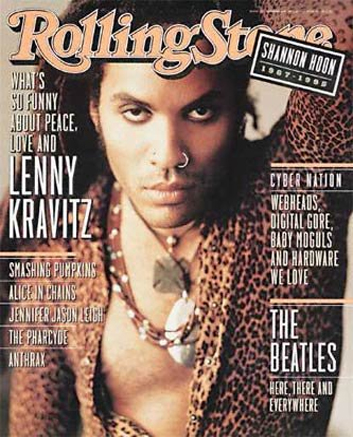 Rolling Stone
SHANNON HOON
1967-1995
WHAT'S
SO FUNNY
ABOUT PEACE,
LOVE AND
LENNY
KRAVITZ
SMASHING PUMPKINS
ALICE IN CHAINS
JENNIFER JASON LEIGH
THE PHARCYDE
ANTHRAX
CYBER NATION
WEBHEADS,
DIGITAL GORE,
BABY MOGULS
AND HARDWARE
WE LOVE
THE
BEATLES
HERE, THERE AND
EVERYWHERE